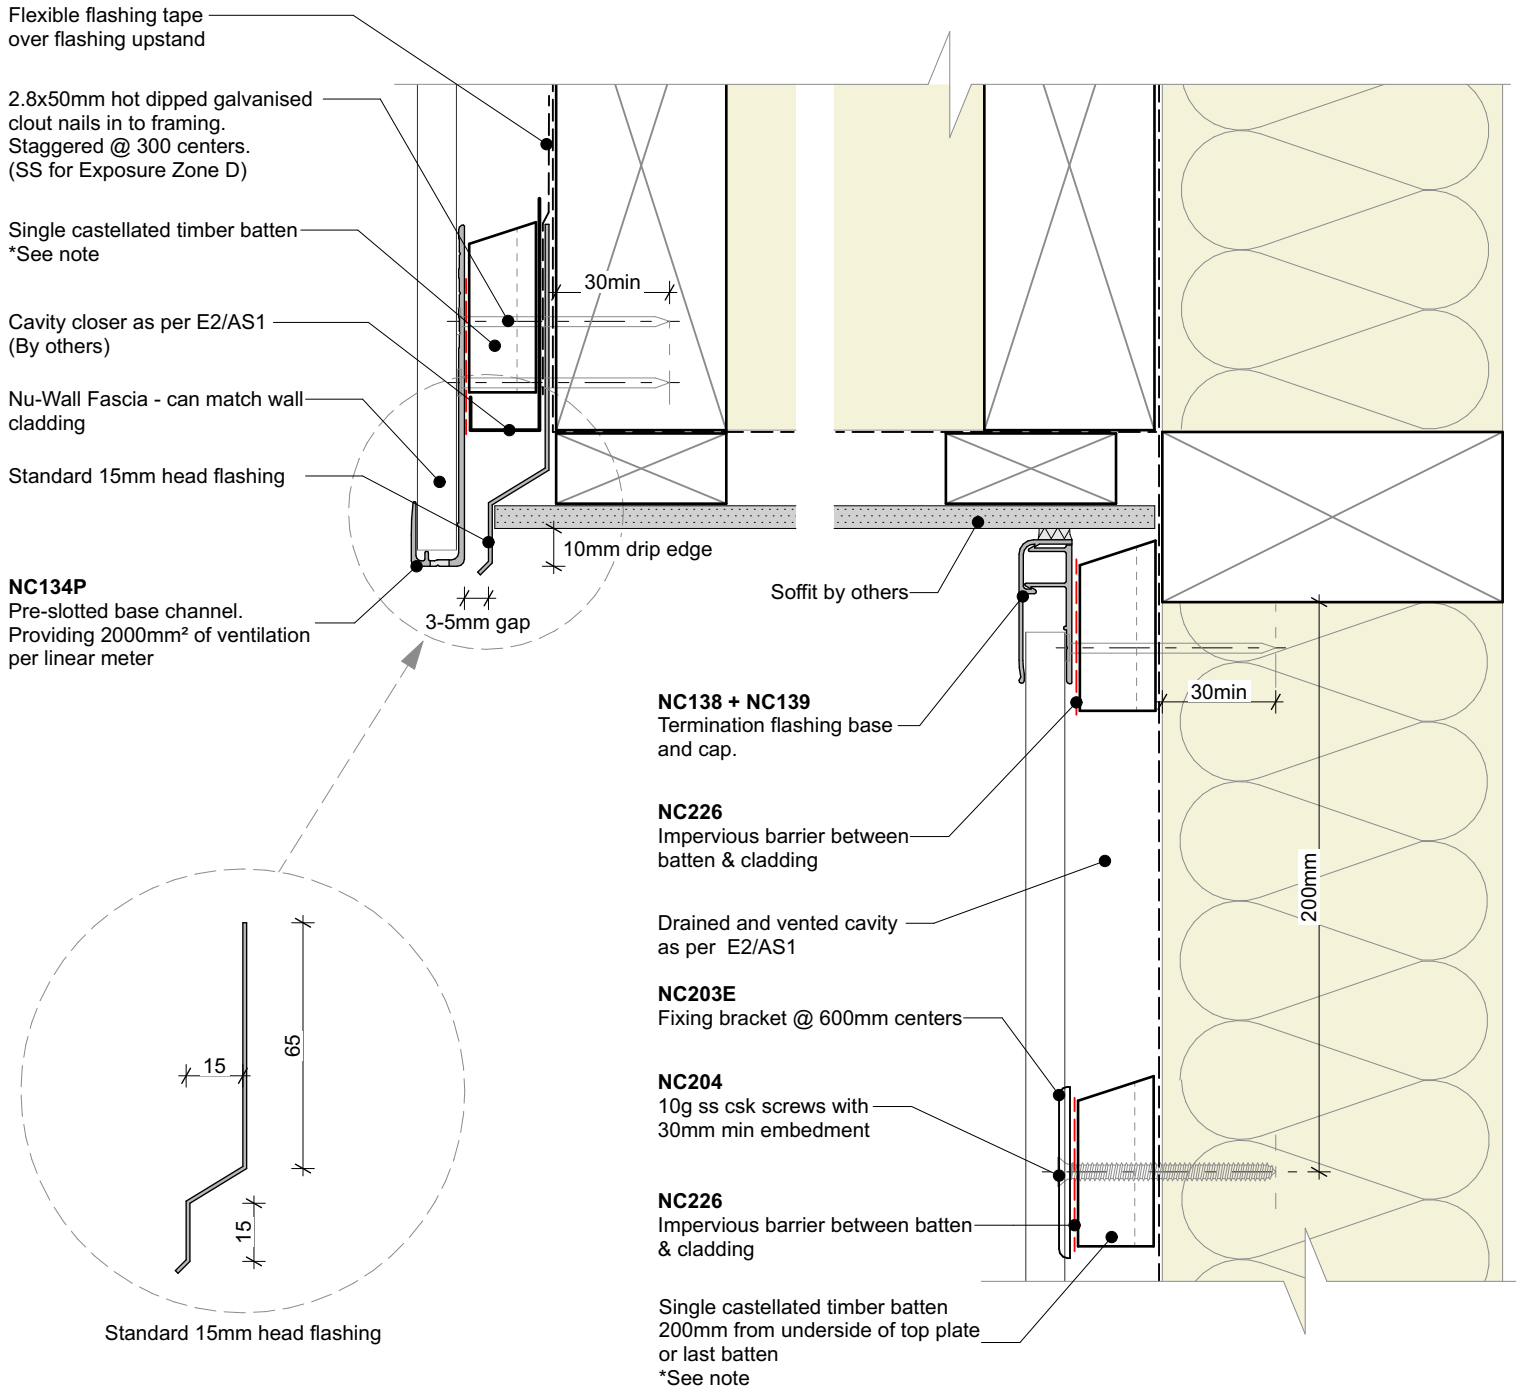 Flexible flashing tape
over flashing upstand
2.8x50mm hot dipped galvanised
clout nails in to framing.
Staggered @ 300 centers.
(SS for Exposure Zone D)
Single castellated timber batten
*See note
Cavity closer as per E2/AS1
(By others)
Nu-Wall Fascia - can match wall
cladding
Standard 15mm head flashing
NC134P
Pre-slotted base channel.
Providing 2000mm² of ventilation
per linear meter
30min
10mm drip edge
3-5mm gap
Soffit by others
NC138 + NC139
Termination flashing base
and cap.
30min
NC226
Impervious barrier between
batten & cladding
200mm
Drained and vented cavity
as per E2/AS1
NC203E
Fixing bracket @ 600mm centers
NC204
10g ss csk screws with
30mm min embedment
NC226
Impervious barrier between batten
& cladding
Single castellated timber batten
200mm from underside of top plate
or last batten
*See note
15
65
15
Standard 15mm head flashing